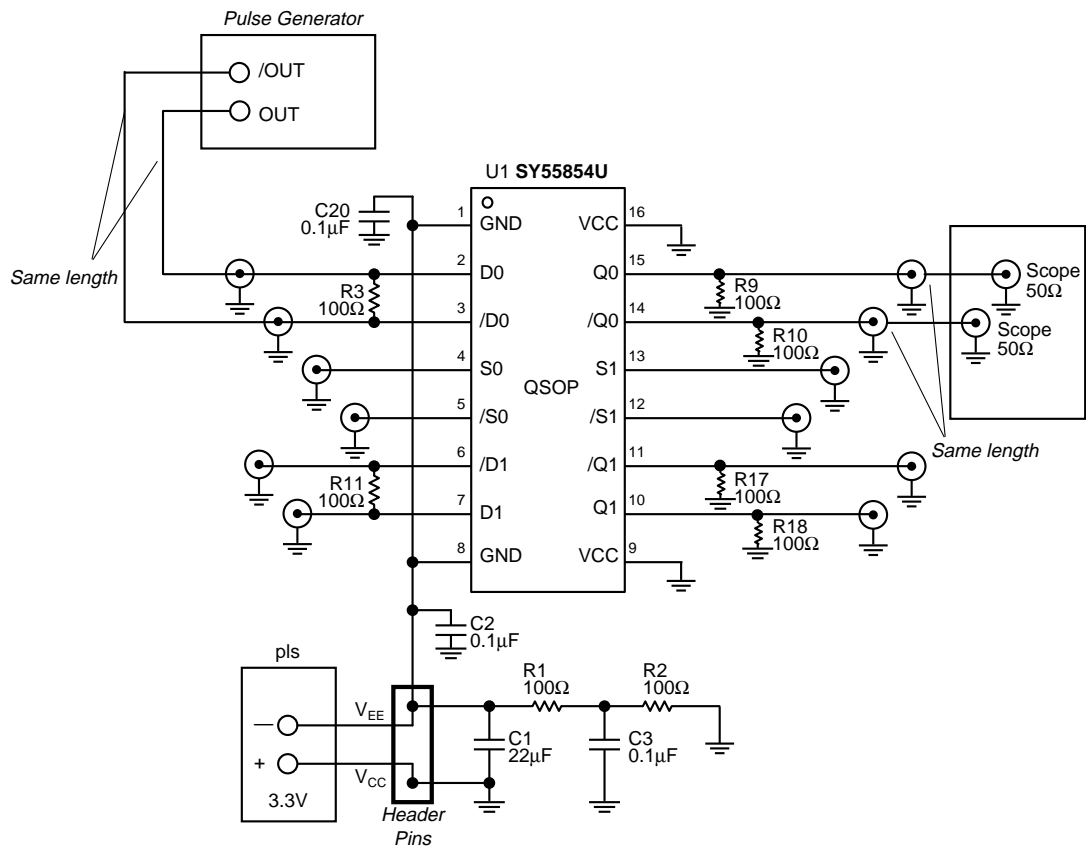 Pulse Generator
/OUT
OUT
Same length
U1 SY55854U
C20
0.1µF
1
GND
VCC
16
2
D0
Q0
15
R3
100Ω
R9
100Ω
Scope
50Ω
3
/D0
/Q0
14
R10
100Ω
Scope
50Ω
4
S0
S1
13
QSOP
5
/S0
/S1
12
Same length
6
/D1
/Q1
11
R11
100Ω
R17
100Ω
7
D1
Q1
10
R18
100Ω
8
GND
VCC
9
C2
0.1µF
pls
—
VEE
R1
100Ω
R2
100Ω
C1
22µF
C3
0.1µF
+
VCC
3.3V
Header
Pins